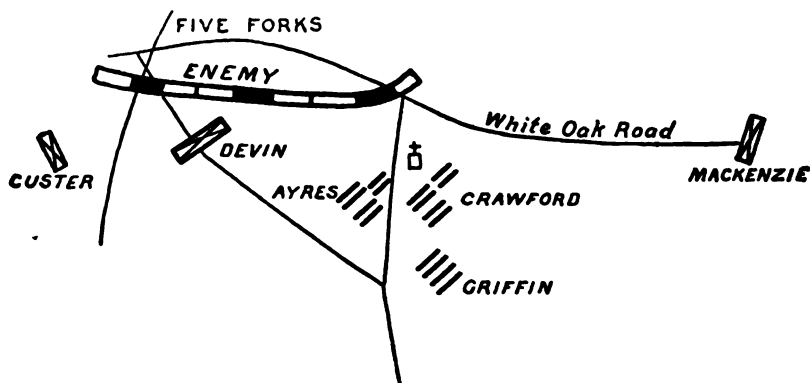 FIVE FORKS
ENEMY
White Oak Road
DEVIN
CUSTER
MACKENZIE
AYRES
CRAWFORD
GRIFFIN